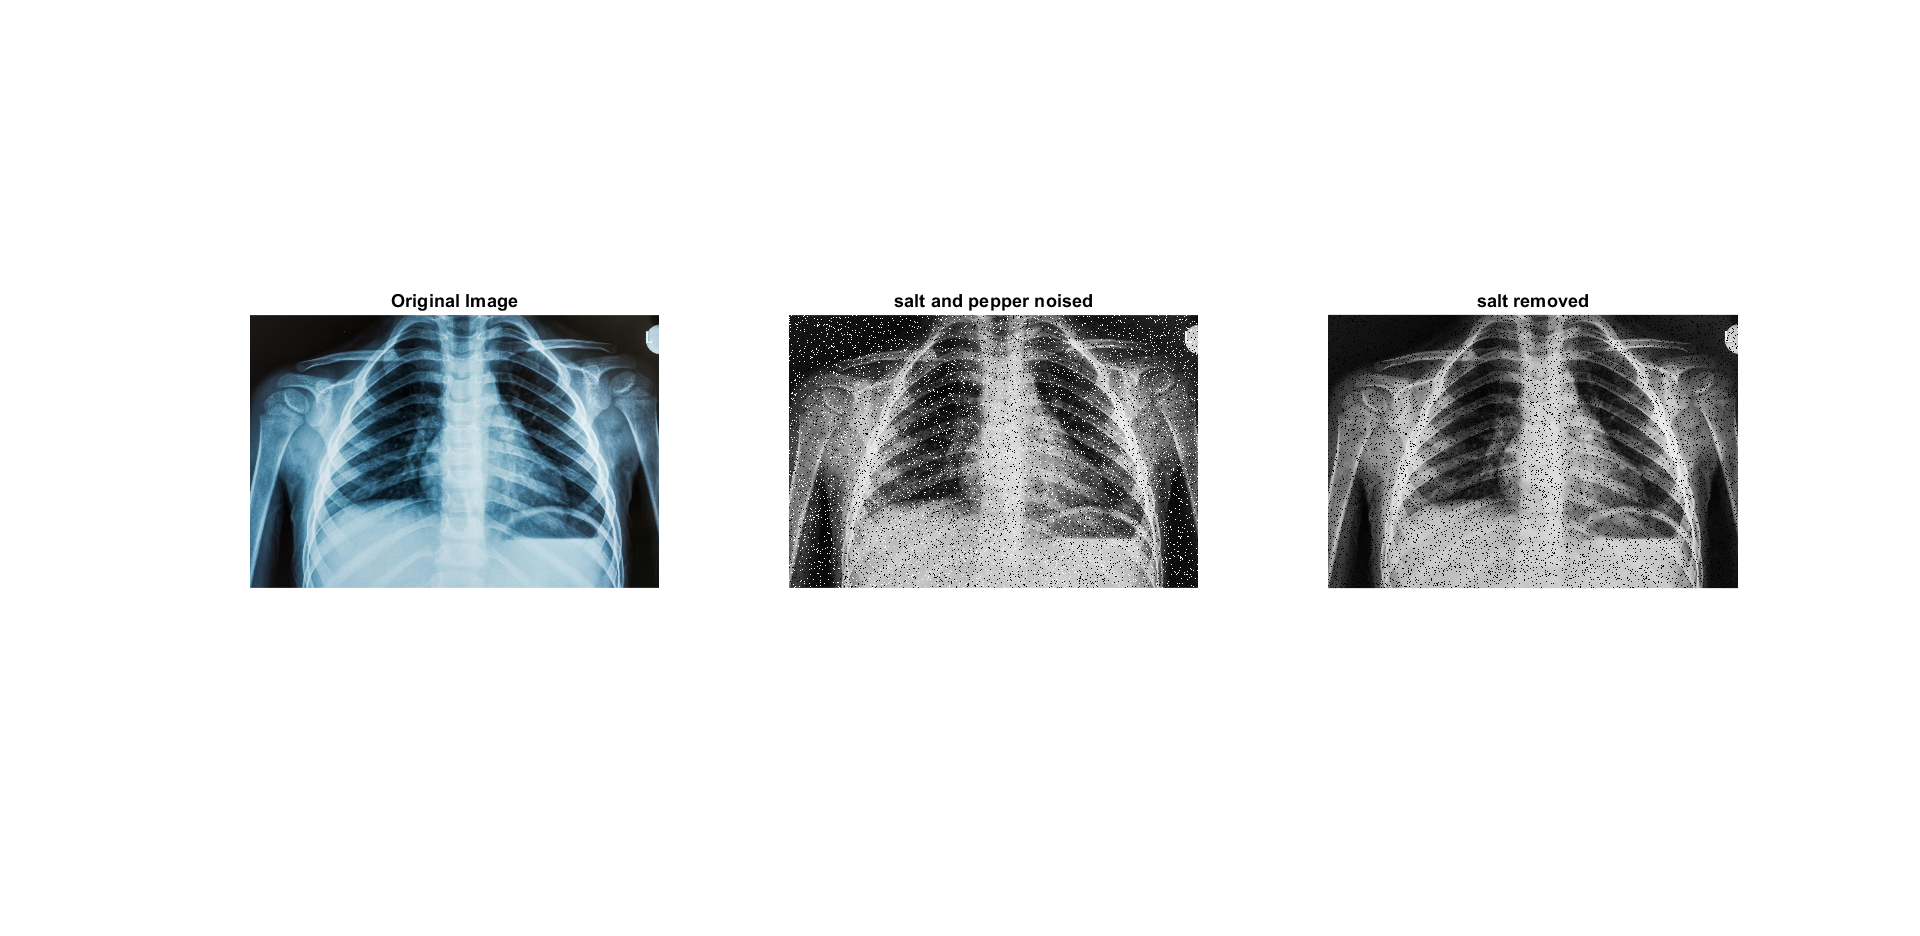 Original Image
salt and pepper noised
salt removed
L